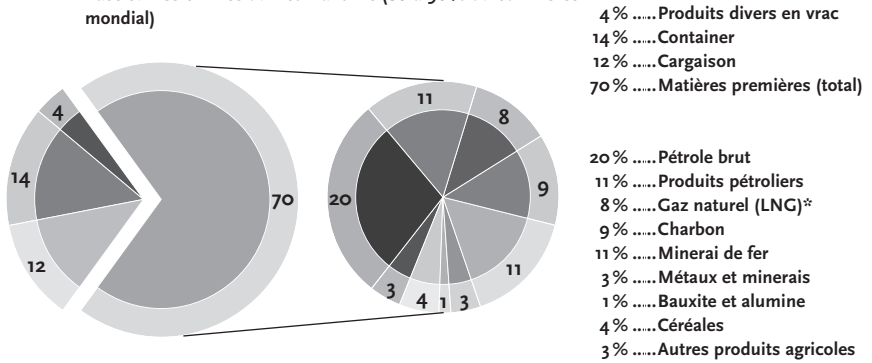 mondial)
4 % ...... Produits divers en vrac
14 % ...... Container
12 % ...... Cargaison
70 % ...... Matières premières (total)
4
14
12
70
11
8
9
11
3
1
4
3
20
20 % ...... Pétrole brut
11 % ...... Produits pétroliers
8 % ...... Gaz naturel (LNG)*
9 % ...... Charbon
11 % ...... Minerai de fer
3 % ...... Métaux et minerais
1 % ...... Bauxite et alumine
4 % ...... Céréales
3 % ...... Autres produits agricoles